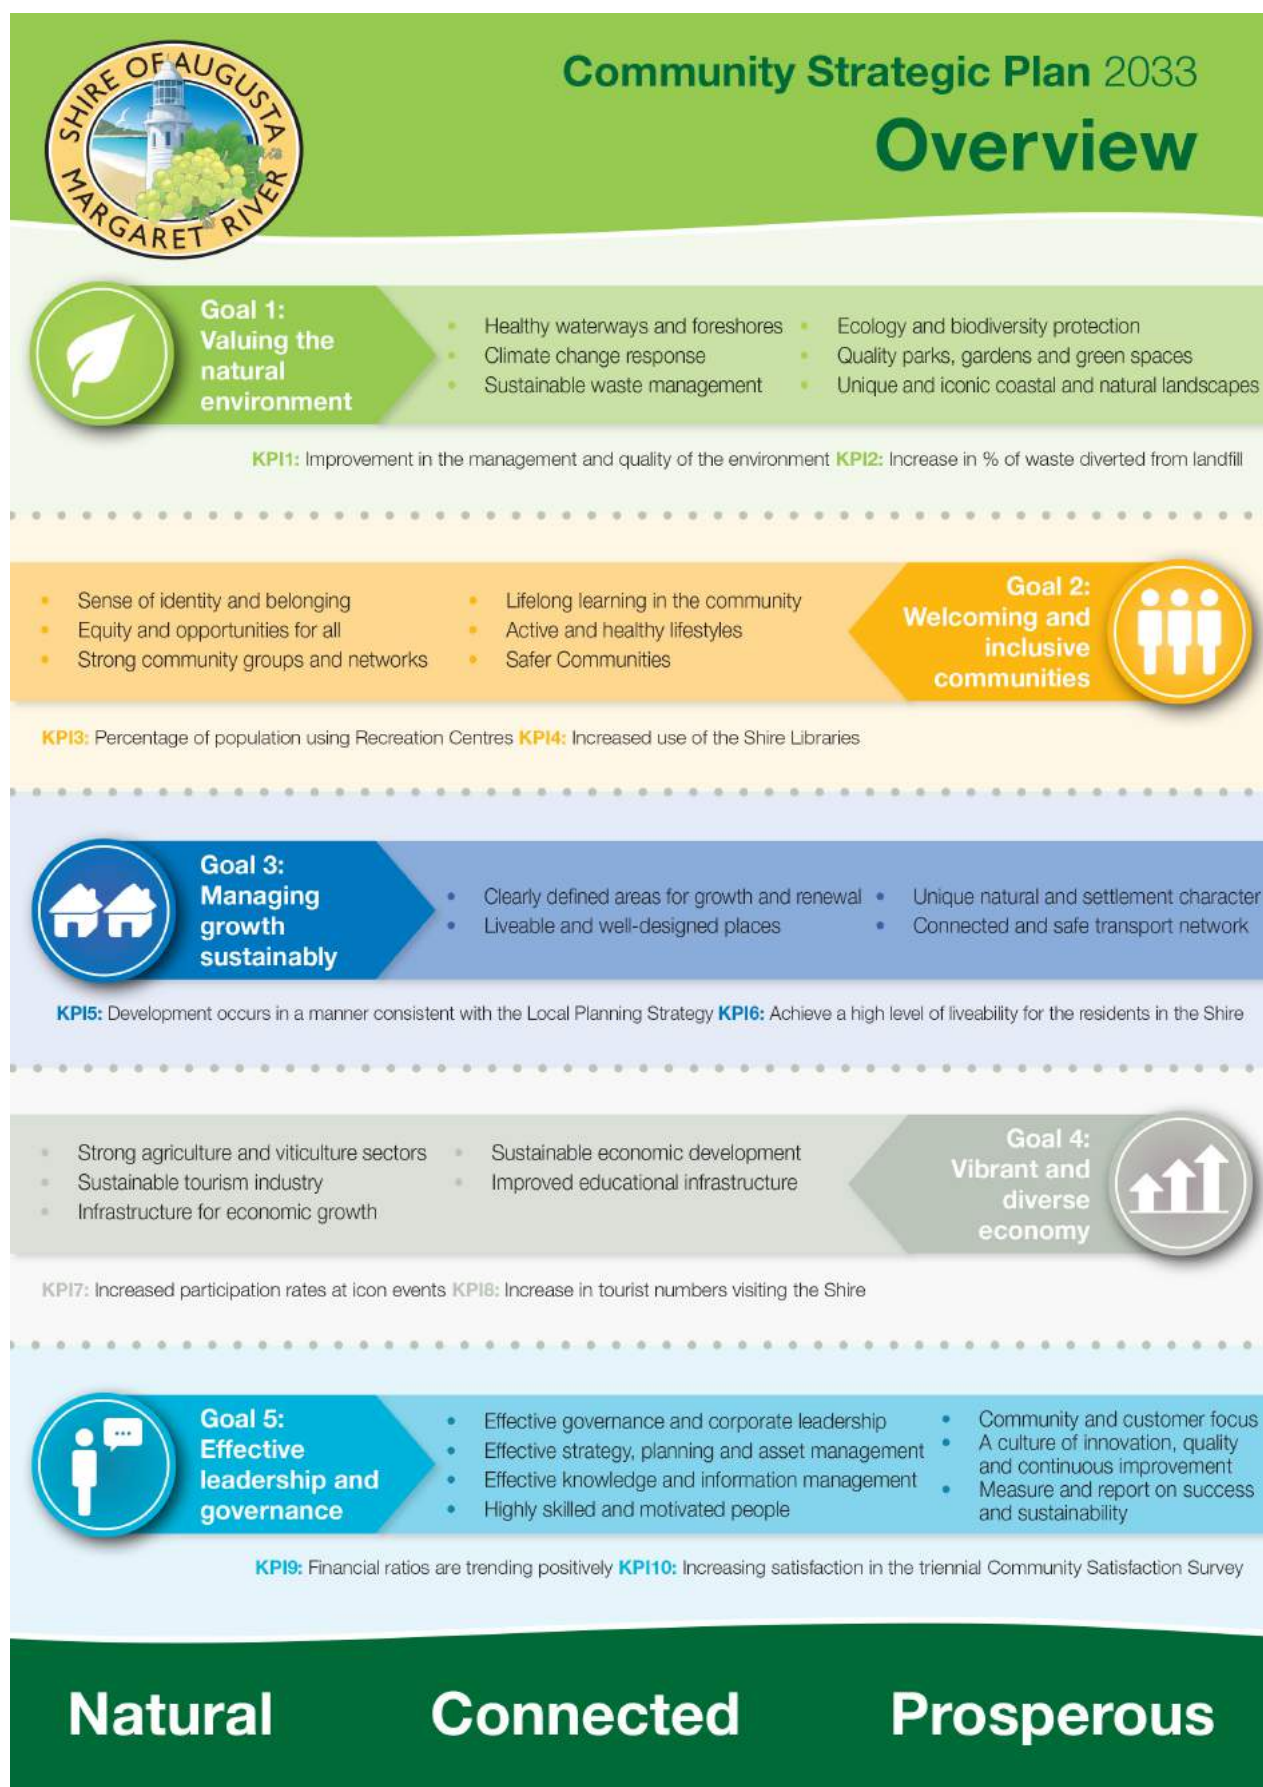 SHIRE OF AUGUSTA
MARGARET RIVER
Community Strategic Plan 2033
Overview
Goal 1:
Valuing the
natural
environment
• Healthy waterways and foreshores
• Climate change response
• Sustainable waste management
• Ecology and biodiversity protection
• Quality parks, gardens and green spaces
• Unique and iconic coastal and natural landscapes
KPI1: Improvement in the management and quality of the environment KPI2: Increase in % of waste diverted from landfill
Goal 2:
Welcoming and
inclusive
communities
• Sense of identity and belonging
• Equity and opportunities for all
• Strong community groups and networks
• Lifelong learning in the community
• Active and healthy lifestyles
• Safer Communities
KPI3: Percentage of population using Recreation Centres KPI4: Increased use of the Shire Libraries
Goal 3:
Managing
growth
sustainably
• Clearly defined areas for growth and renewal
• Liveable and well-designed places
• Unique natural and settlement character
• Connected and safe transport network
KPI5: Development occurs in a manner consistent with the Local Planning Strategy KPI6: Achieve a high level of liveability for the residents in the Shire
Goal 4:
Vibrant and
diverse
economy
• Strong agriculture and viticulture sectors
• Sustainable tourism industry
• Infrastructure for economic growth
• Sustainable economic development
• Improved educational infrastructure
KPI7: Increased participation rates at icon events KPI8: Increase in tourist numbers visiting the Shire
Goal 5:
Effective
leadership and
governance
• Effective governance and corporate leadership
• Effective strategy, planning and asset management
• Effective knowledge and information management
• Highly skilled and motivated people
• Community and customer focus
• A culture of innovation, quality
and continuous improvement
• Measure and report on success
and sustainability
KPI9: Financial ratios are trending positively KPI10: Increasing satisfaction in the triennial Community Satisfaction Survey
Natural Connected Prosperous